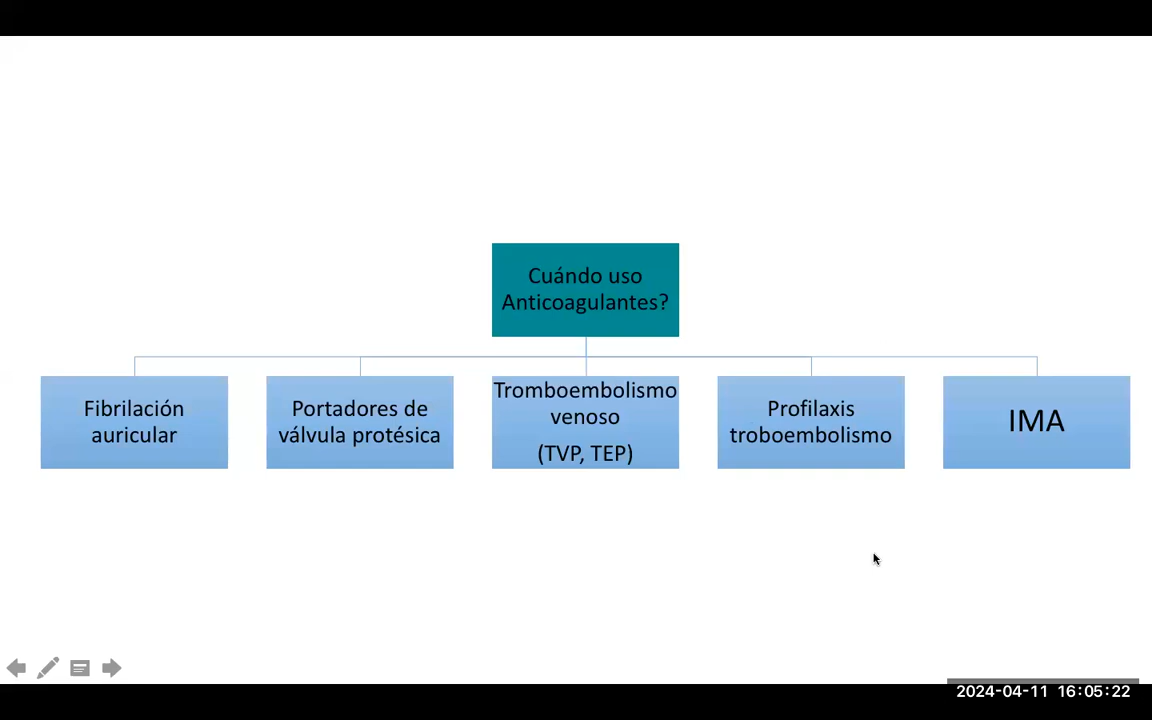 Cuándo uso
Anticoagulantes?
Fibrilación
auricular
Portadores de
válvula protésica
Tromboembolismo
venoso
(TVP, TEP)
Profilaxis
troboembolismo
IMA
2024-04-11 16:05:22